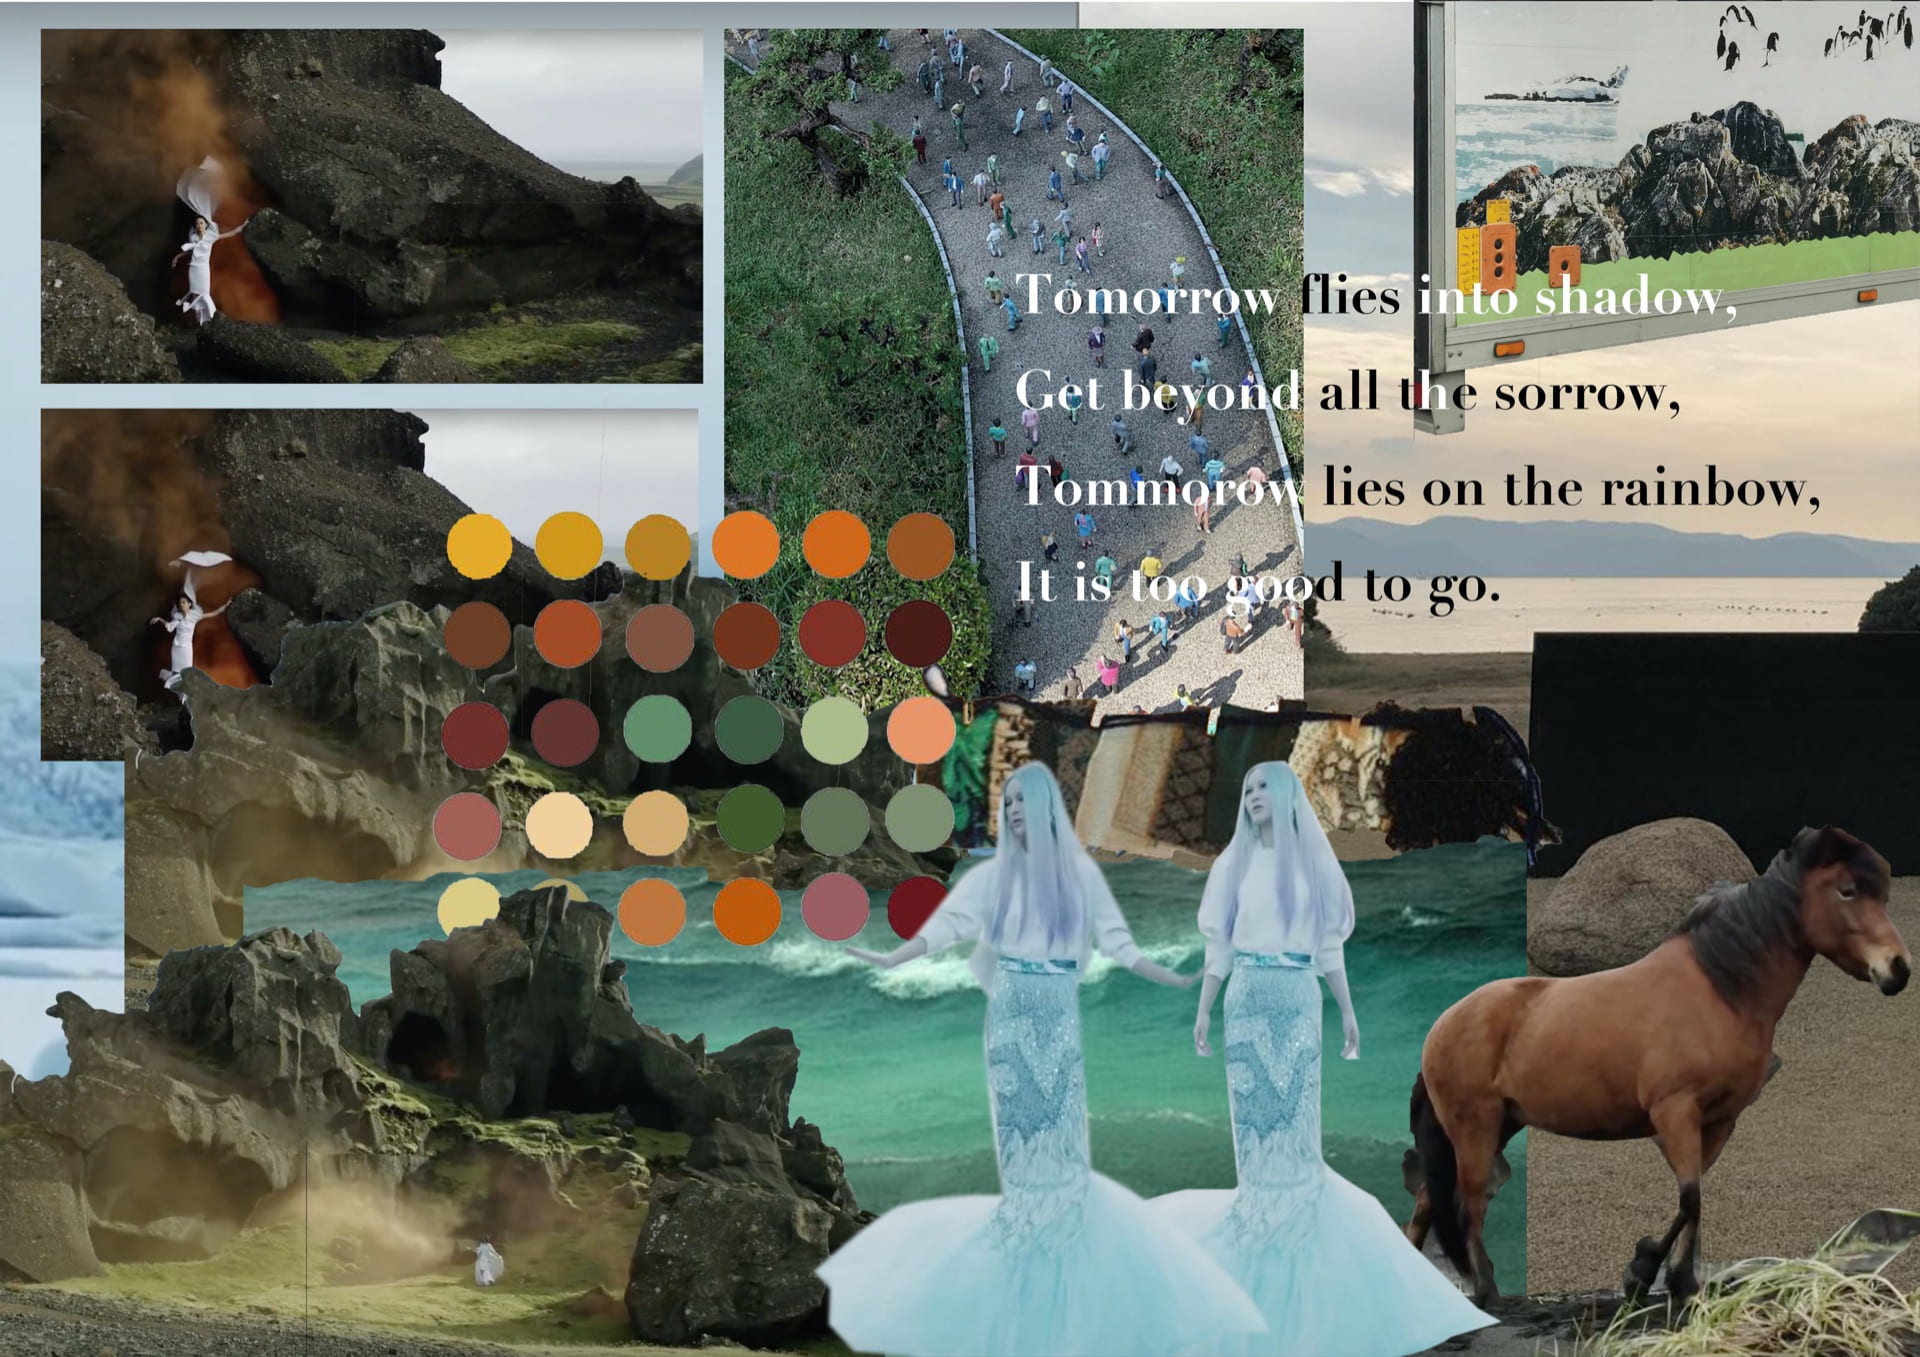 Tomorrow flies into shadow,
Get beyond all the sorrow,
Tommorow lies on the rainbow,
It is too good to go.